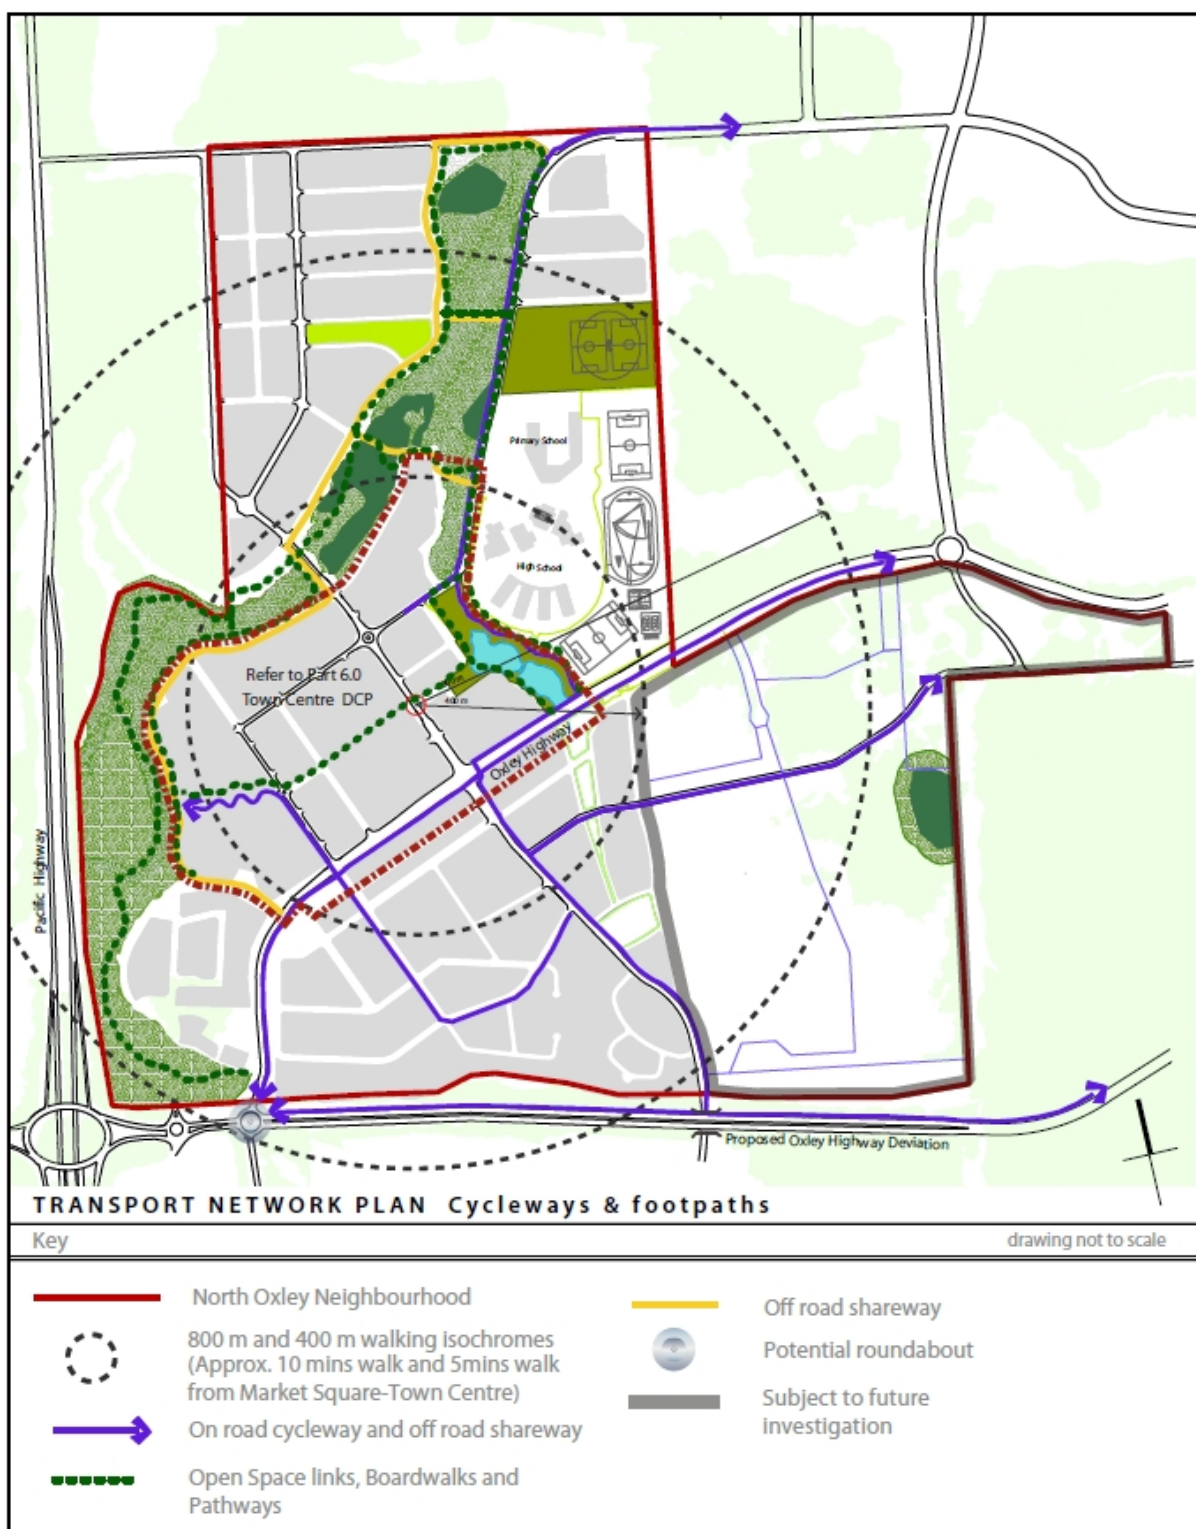 Primary School
High School
Refer to Part 6.0
Town Centre DCP
400 m
Oxley Highway
Pacific Highway
Proposed Oxley Highway Deviation
TRANSPORT NETWORK PLAN Cycleways & footpaths
Key
drawing not to scale
North Oxley Neighbourhood
800 m and 400 m walking isochromes
(Approx. 10 mins walk and 5mins walk
from Market Square-Town Centre)
On road cycleway and off road shareway
Open Space links, Boardwalks and
Pathways
Off road shareway
Potential roundabout
Subject to future
investigation